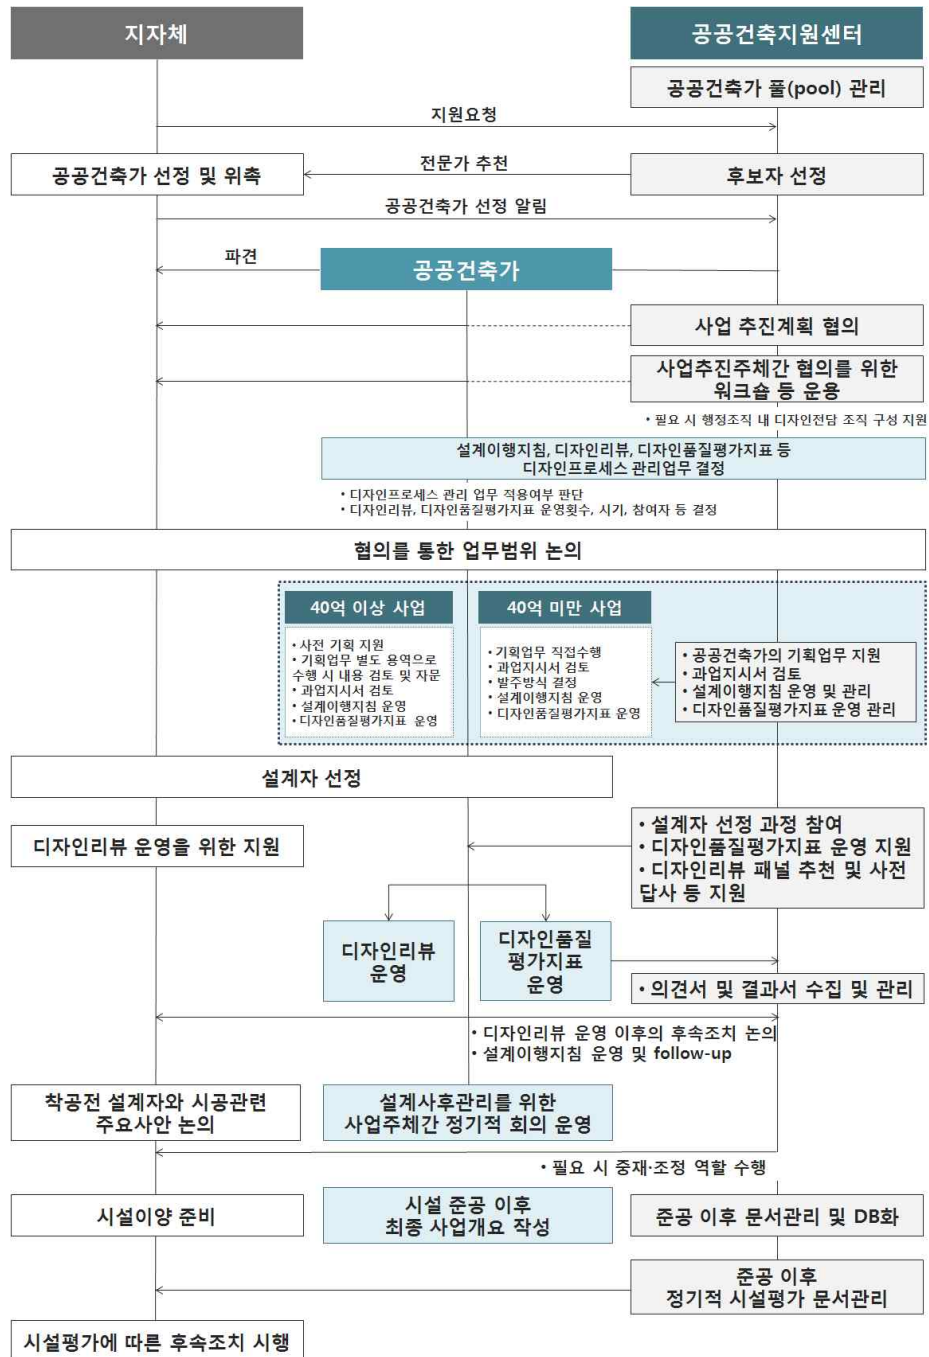 지자체
공공건축지원센터
공공건축가 풀(pool) 관리
지원요청
공공건축가 선정 및 위촉
전문가 추천
후보자 선정
공공건축가 선정 알림
파견
공공건축가
사업 추진계획 협의
사업추진주체간 협의를 위한
워크숍 등 운용
• 필요 시 행정조직 내 디자인전담 조직 구성 지원
설계이행지침, 디자인리뷰, 디자인품질평가지표 등
디자인프로세스 관리업무 결정
• 디자인프로세스 관리 업무 적용여부 판단
• 디자인리뷰, 디자인품질평가지표 운영횟수, 시기, 참여자 등 결정
협의를 통한 업무범위 논의
40억 이상 사업
• 사전 기획 지원
• 기획업무 별도 용역으로
수행 시 내용 검토 및 자문
• 과업지시서 검토
• 설계이행지침 운영
• 디자인품질평가지표 운영
40억 미만 사업
• 기획업무 직접수행
• 과업지시서 검토
• 발주방식 결정
• 설계이행지침 운영
• 디자인품질평가지표 운영
• 공공건축가의 기획업무 지원
• 과업지시서 검토
• 설계이행지침 운영 및 관리
• 디자인품질평가지표 운영 관리
설계자 선정
디자인리뷰 운영을 위한 지원
• 설계자 선정 과정 참여
• 디자인품질평가지표 운영 지원
• 디자인리뷰 패널 추천 및 사전
답사 등 지원
디자인리뷰
운영
디자인품질
평가지표
운영
• 의견서 및 결과서 수집 및 관리
• 디자인리뷰 운영 이후의 후속조치 논의
• 설계이행지침 운영 및 follow-up
착공전 설계자와 시공관련
주요사안 논의
설계사후관리를 위한
사업주체간 정기적 회의 운영
• 필요 시 중재·조정 역할 수행
시설이양 준비
시설 준공 이후
최종 사업개요 작성
준공 이후 문서관리 및 DB화
준공 이후
정기적 시설평가 문서관리
시설평가에 따른 후속조치 시행